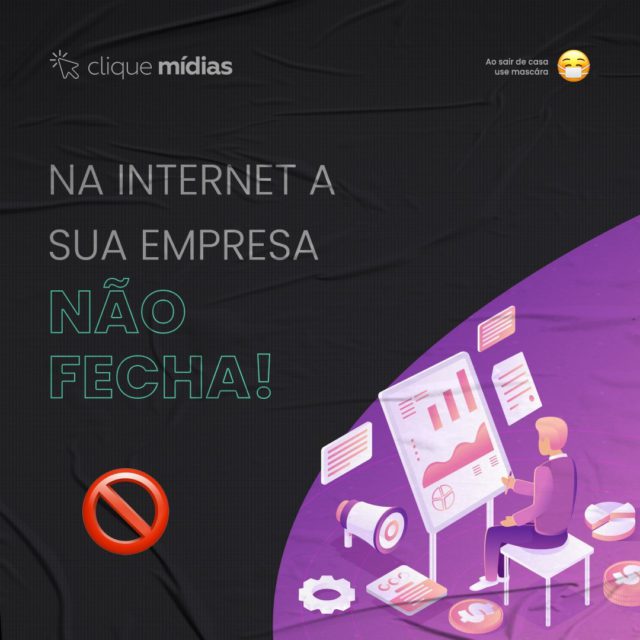 clique mídias
Ao sair de casa
use mascára
NA INTERNET A
SUA EMPRESA
NÃO
FECHA!